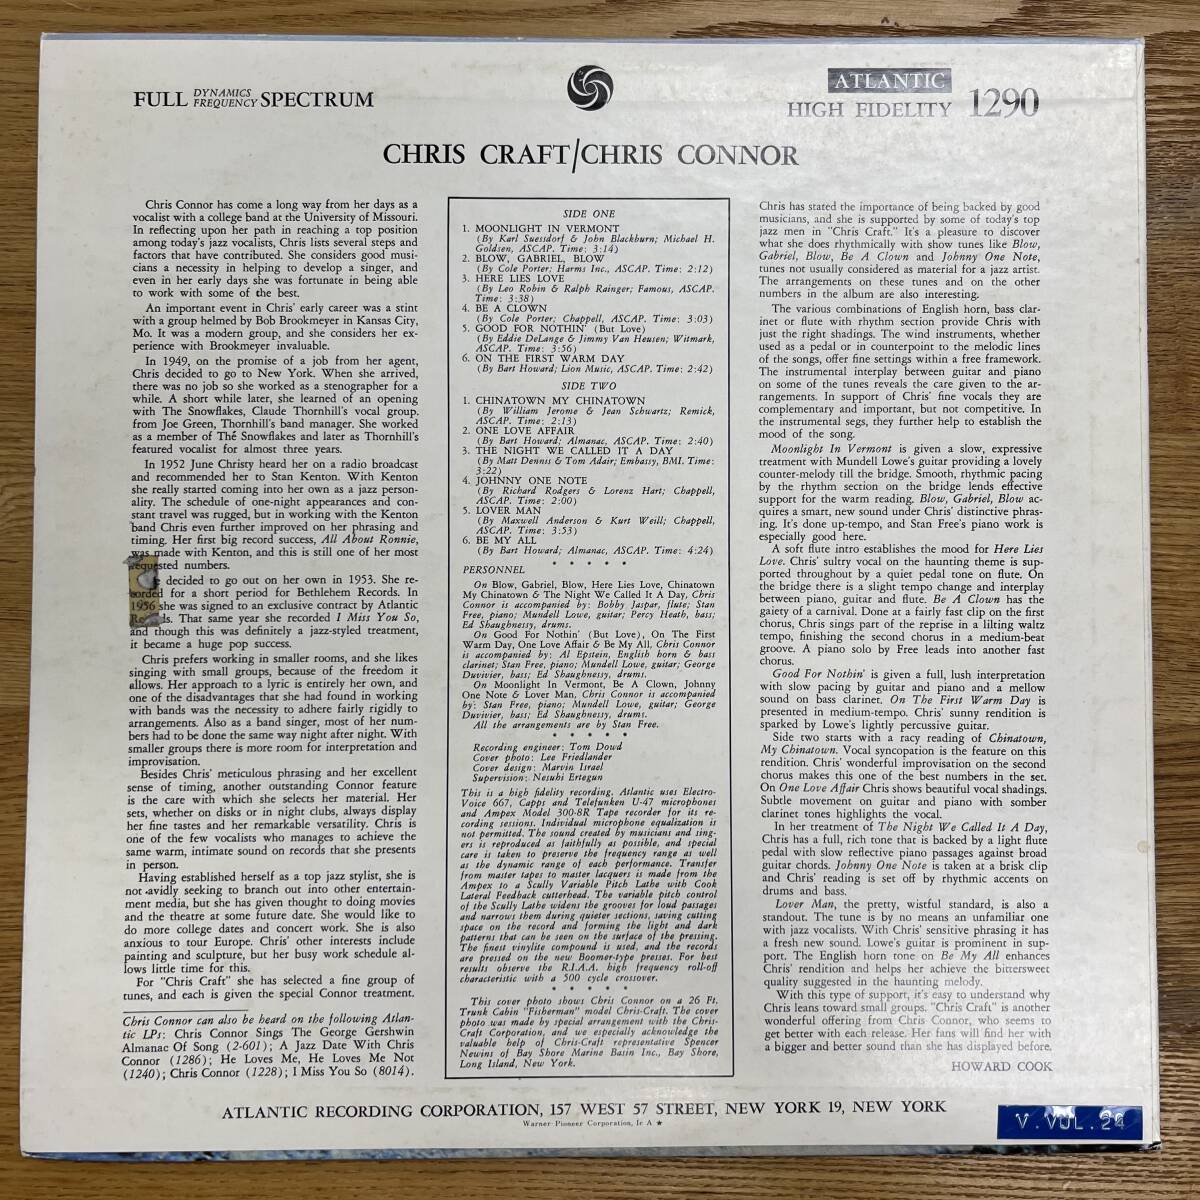 FULL DYNAMICS FREQUENCY SPECTRUM
ATLANTIC
HIGH FIDELITY 1290
CHRIS CRAFT/CHRIS CONNOR
Chris Connor has come a long way from her days as a
vocalist with a college band at the University of Missouri.
In reflecting upon her path in reaching a top position
among today's jazz vocalists, Chris lists several steps and
factors that have contributed. She considers good musi-
cians a necessity in helping to develop a singer, and
even in her early days she was fortunate in being able
to work with some of the best.
An important event in Chris' early career was a stint
with a group helmed by Bob Brookmeyer in Kansas City,
Mo. It was a modern group, and she considers her ex-
perience with Brookmeyer invaluable.
In 1949, on the promise of a job from her agent,
Chris decided to go to New York. When she arrived,
there was no job so she worked as a stenographer for a
while. A short while later, she learned of an opening
with The Snowflakes, Claude Thornhill's vocal group,
from Joe Green, Thornhill's band manager. She worked
as a member of The Snowflakes and later as Thornhill's
featured vocalist for almost three years.
In 1952 June Christy heard her on a radio broadcast
and recommended her to Stan Kenton. With Kenton
she really started coming into her own as a jazz person-
ality. The schedule of one-night appearances and con-
stant travel was rugged, but in working with the Kenton
band Chris even further improved on her phrasing and
timing. Her first big record success, All About Ronnie,
was made with Kenton, and this is still one of her most
requested numbers.
decided to go out on her own in 1953. She re-
corded for a short period for Bethlehem Records. In
1956 she was signed to an exclusive contract by Atlantic
Records. That same year she recorded I Miss You So,
and though this was definitely a jazz-styled treatment,
it became a huge pop success.
Chris prefers working in smaller rooms, and she likes
singing with small groups, because of the freedom it
allows. Her approach to a lyric is entirely her own, and
one of the disadvantages that she had found in working
with bands was the necessity to adhere fairly rigidly to
arrangements. Also as a band singer, most of her num-
bers had to be done the same way night after night. With
smaller groups there is more room for interpretation and
improvisation.
Besides Chris' meticulous phrasing and her excellent
sense of timing, another outstanding Connor feature
is the care with which she selects her material. Her
sets, whether on disks or in night clubs, always display
her fine tastes and her remarkable versatility. Chris is
one of the few vocalists who manages to achieve the
same warm, intimate sound on records that she presents
in person.
Having established herself as a top jazz stylist, she is
not avidly seeking to branch out into other entertain-
ment media, but she has given thought to doing movies
and the theatre at some future date. She would like to
do more college dates and concert work. She is also
anxious to tour Europe. Chris' other interests include
painting and sculpture, but her busy work schedule al-
lows little time for this.
For "Chris Craft" she has selected a fine group of
tunes, and each is given the special Connor treatment.
Chris Connor can also be heard on the following Atlan-
tic LPs: Chris Connor Sings The George Gershwin
Almanac Of Song (2-601); A Jazz Date With Chris
Connor (1286); He Loves Me, He Loves Me Not
(1240); Chris Connor (1228); I Miss You So (8014).
SIDE ONE
1. MOONLIGHT IN VERMONT
(By Karl Suessdorf & John Blackburn; Michael H.
Goldsen, ASCAP. Time: 3:14)
2. BLOW, GABRIEL, BLOW
(By Cole Porter; Harms Inc., ASCAP. Time: 2:12)
3. HERE LIES LOVE
(By Leo Robin & Ralph Rainger; Famous, ASCAP.
Time: 3:38)
4. BE A CLOWN
(By Cole Porter; Chappell, ASCAP. Time: 3:03)
5. GOOD FOR NOTHIN' (But Love)
(By Eddie DeLange & Jimmy Van Heusen; Witmark,
ASCAP. Time: 3:56)
6. ON THE FIRST WARM DAY
(By Bart Howard; Lion Music, ASCAP. Time: 2:42)
SIDE TWO
1. CHINATOWN MY CHINATOWN
(By William Jerome & Jean Schwartz; Remick,
ASCAP. Time: 2:13)
2. ONE LOVE AFFAIR
(By Bart Howard; Almanac, ASCAP. Time: 2:40)
3. THE NIGHT WE CALLED IT A DAY
(By Matt Dennis & Tom Adair; Embassy, BMI. Time:
3:22)
4. JOHNNY ONE NOTE
(By Richard Rodgers & Lorenz Hart; Chappell,
ASCAP. Time: 2:00)
5. LOVER MAN
(By Maxwell Anderson & Kurt Weill; Chappell,
ASCAP. Time: 3:53)
6. BE MY ALL
(By Bart Howard; Almanac, ASCAP. Time: 4:24)
* * * * *
PERSONNEL
On Blow, Gabriel, Blow, Here Lies Love, Chinatown
My Chinatown & The Night We Called It A Day, Chris
Connor is accompanied by: Bobby Jaspar, flute; Stan
Free, piano; Mundell Lowe, guitar; Percy Heath, bass;
Ed Shaughnessy, drums.
On Good For Nothin' (But Love), On The First
Warm Day, One Love Affair & Be My All, Chris Connor
is accompanied by: Al Epstein, English horn & bass
clarinet; Stan Free, piano; Mundell Lowe, guitar; George
Duvivier, bass; Ed Shaughnessy, drums.
On Moonlight In Vermont, Be A Clown, Johnny
One Note & Lover Man, Chris Connor is accompanied
by: Stan Free, piano; Mundell Lowe, guitar; George
Duvivier, bass; Ed Shaughnessy, drums.
All the arrangements are by Stan Free.
* * * * *
Recording engineer: Tom Dowd
Cover photo: Lee Friedlander
Cover design: Marvin Israel
Supervision: Nesuhi Ertegun
This is a high fidelity recording. Atlantic uses Electro-
Voice 667, Capps and Telefunken U-47 microphones
and Ampex Model 300-8R Tape recorder for its re-
cording sessions. Individual microphone equalization is
not permitted. The sound created by musicians and sing-
ers is reproduced as faithfully as possible, and special
care is taken to preserve the frequency range as well
as the dynamic range of each performance. Transfer
from master tapes to master lacquers is made from the
Ampex to a Scully Variable Pitch Lathe with Cook
Lateral Feedback cutterhead. The variable pitch control
of the Scully Lathe widens the grooves for loud passages
and narrows them during quieter sections, saving cutting
space on the record and forming the light and dark
patterns that can be seen on the surface of the pressing.
The finest vinylite compound is used, and the records
are pressed on the new Boomer-type presses. For best
results observe the R.I.A.A. high frequency roll-off
characteristic with a 500 cycle crossover.
* * * * *
This cover photo shows Chris Connor on a 26 Ft.
Trunk Cabin "Fisherman" model Chris-Craft. The cover
photo was made by special arrangement with the Chris-
Craft Corporation, and we especially acknowledge the
valuable help of Chris-Craft representative Spencer
Newins of Bay Shore Marine Basin Inc., Bay Shore,
Long Island, New York.
Chris has stated the importance of being backed by good
musicians, and she is supported by some of today's top
jazz men in "Chris Craft." It's a pleasure to discover
what she does rhythmically with show tunes like Blow,
Gabriel, Blow, Be A Clown and Johnny One Note,
tunes not usually considered as material for a jazz artist.
The arrangements on these tunes and on the other
numbers in the album are also interesting.
The various combinations of English horn, bass clar-
inet or flute with rhythm section provide Chris with
just the right shadings. The wind instruments, whether
used as a pedal or in counterpoint to the melodic lines
of the songs, offer fine settings within a free framework.
The instrumental interplay between guitar and piano
on some of the tunes reveals the care given to the ar-
rangements. In support of Chris' fine vocals they are
complementary and important, but not competitive. In
the instrumental segs, they further help to establish the
mood of the song.
Moonlight In Vermont is given a slow, expressive
treatment with Mundell Lowe's guitar providing a lovely
counter-melody till the bridge. Smooth, rhythmic pacing
by the rhythm section on the bridge lends effective
support for the warm reading. Blow, Gabriel, Blow ac-
quires a smart, new sound under Chris' distinctive phras-
ing. It's done up-tempo, and Stan Free's piano work is
especially good here.
A soft flute intro establishes the mood for Here Lies
Love. Chris' sultry vocal on the haunting theme is sup-
ported throughout by a quiet pedal tone on flute. On
the bridge there is a slight tempo change and interplay
between piano, guitar and flute. Be A Clown has the
gaiety of a carnival. Done at a fairly fast clip on the first
chorus, Chris sings part of the reprise in a lilting waltz
tempo, finishing the second chorus in a medium-beat
groove. A piano solo by Free leads into another fast
chorus.
Good For Nothin' is given a full, lush interpretation
with slow pacing by guitar and piano and a mellow
sound on bass clarinet. On The First Warm Day is
presented in medium-tempo. Chris' sunny rendition is
sparked by Lowe's lightly percussive guitar.
Side two starts with a racy reading of Chinatown,
My Chinatown. Vocal syncopation is the feature on this
rendition. Chris' wonderful improvisation on the second
chorus makes this one of the best numbers in the set.
On One Love Affair Chris shows beautiful vocal shadings.
Subtle movement on guitar and piano with somber
clarinet tones highlights the vocal.
In her treatment of The Night We Called It A Day,
Chris has a full, rich tone that is backed by a light flute
pedal with slow reflective piano passages against broad
guitar chords. Johnny One Note is taken at a brisk clip
and Chris' reading is set off by rhythmic accents on
drums and bass.
Lover Man, the pretty, wistful standard, is also a
standout. The tune is by no means an unfamiliar one
with jazz vocalists. With Chris' sensitive phrasing it has
a fresh new sound. Lowe's guitar is prominent in sup-
port. The English horn tone on Be My All enhances
Chris' rendition and helps her achieve the bittersweet
quality suggested in the haunting melody.
With this type of support, it's easy to understand why
Chris leans toward small groups. "Chris Craft" is another
wonderful offering from Chris Connor, who seems to
get better with each release. Her fans will find her with
a bigger and better sound than she has displayed before.
HOWARD COOK
ATLANTIC RECORDING CORPORATION, 157 WEST 57 STREET, NEW YORK 19, NEW YORK
Warner-Pioneer Corporation, Ir A ★
V.VOL.24